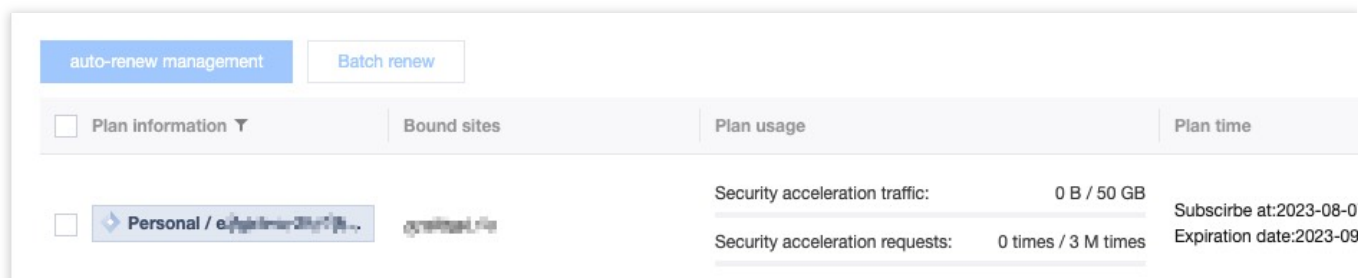 auto-renew management
Batch renew
Plan information
Bound sites
Plan usage
Plan time
Personal / e
Security acceleration traffic: 0 B / 50 GB
Security acceleration requests: 0 times / 3 M times
Subscirbe at:2023-08-0
Expiration date:2023-09